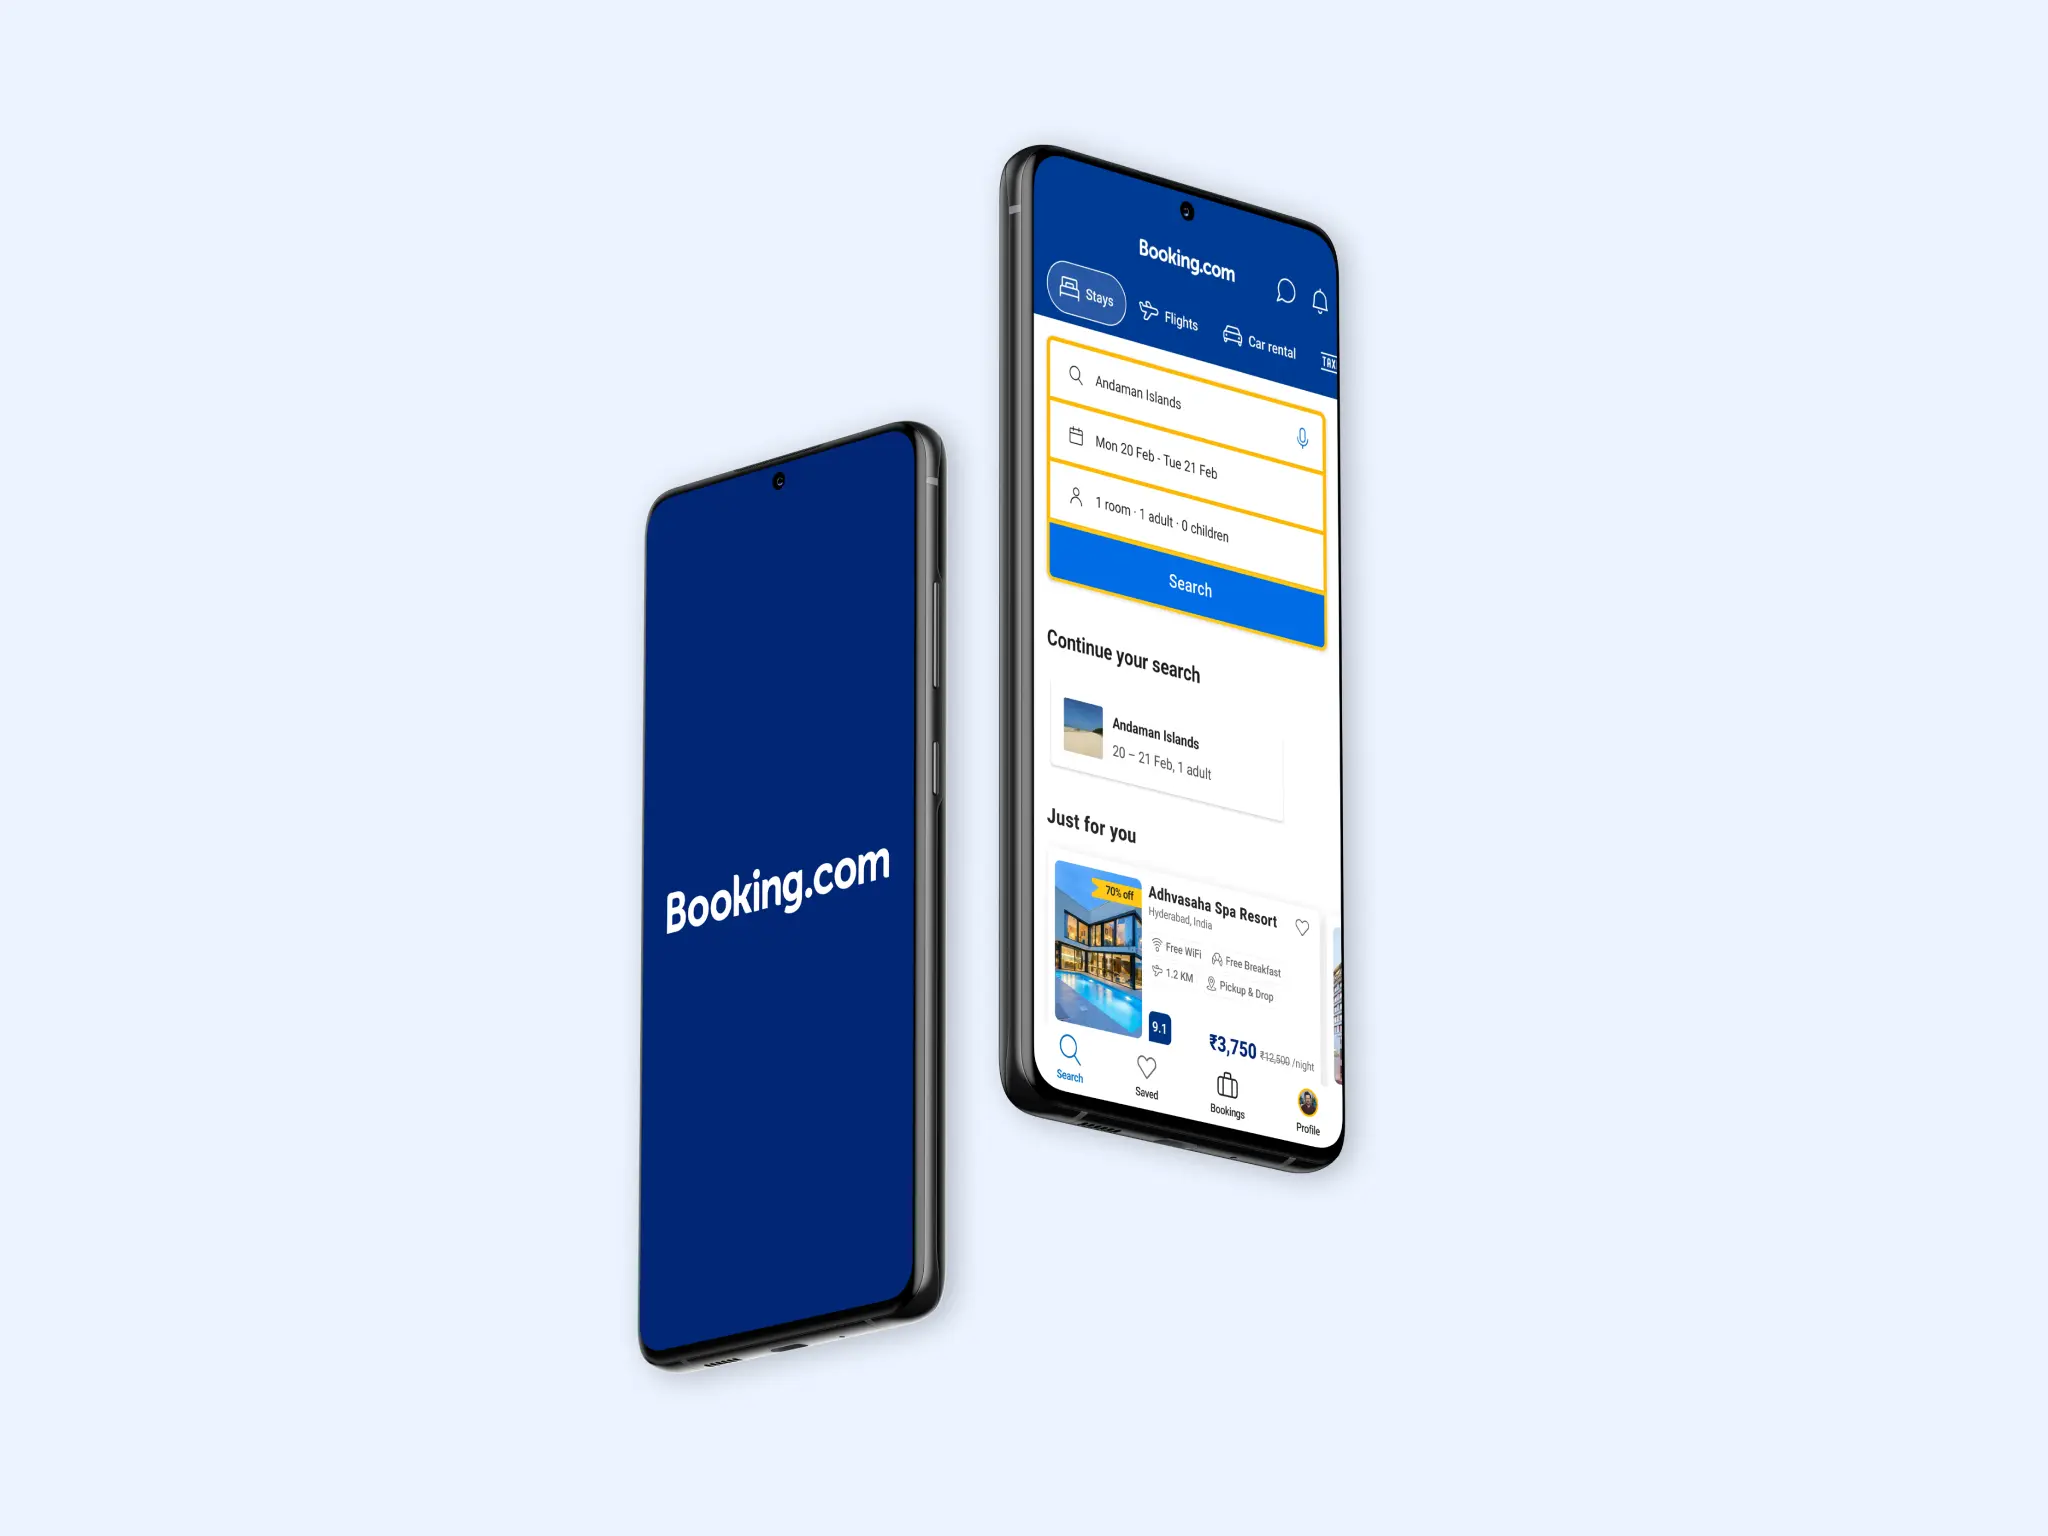 Booking.com
Booking.com
Stays
Flights
Car rental
TAXI
Andaman Islands
Mon 20 Feb - Tue 21 Feb
1 room · 1 adult · 0 children
Search
Continue your search
Andaman Islands
20 – 21 Feb, 1 adult
Just for you
70% off
Adhvasaha Spa Resort
Hyderabad, India
Free WiFi
Free Breakfast
1.2 KM
Pickup & Drop
9.1
₹3,750 ₹12,500 /night
Search
Saved
Bookings
Profile